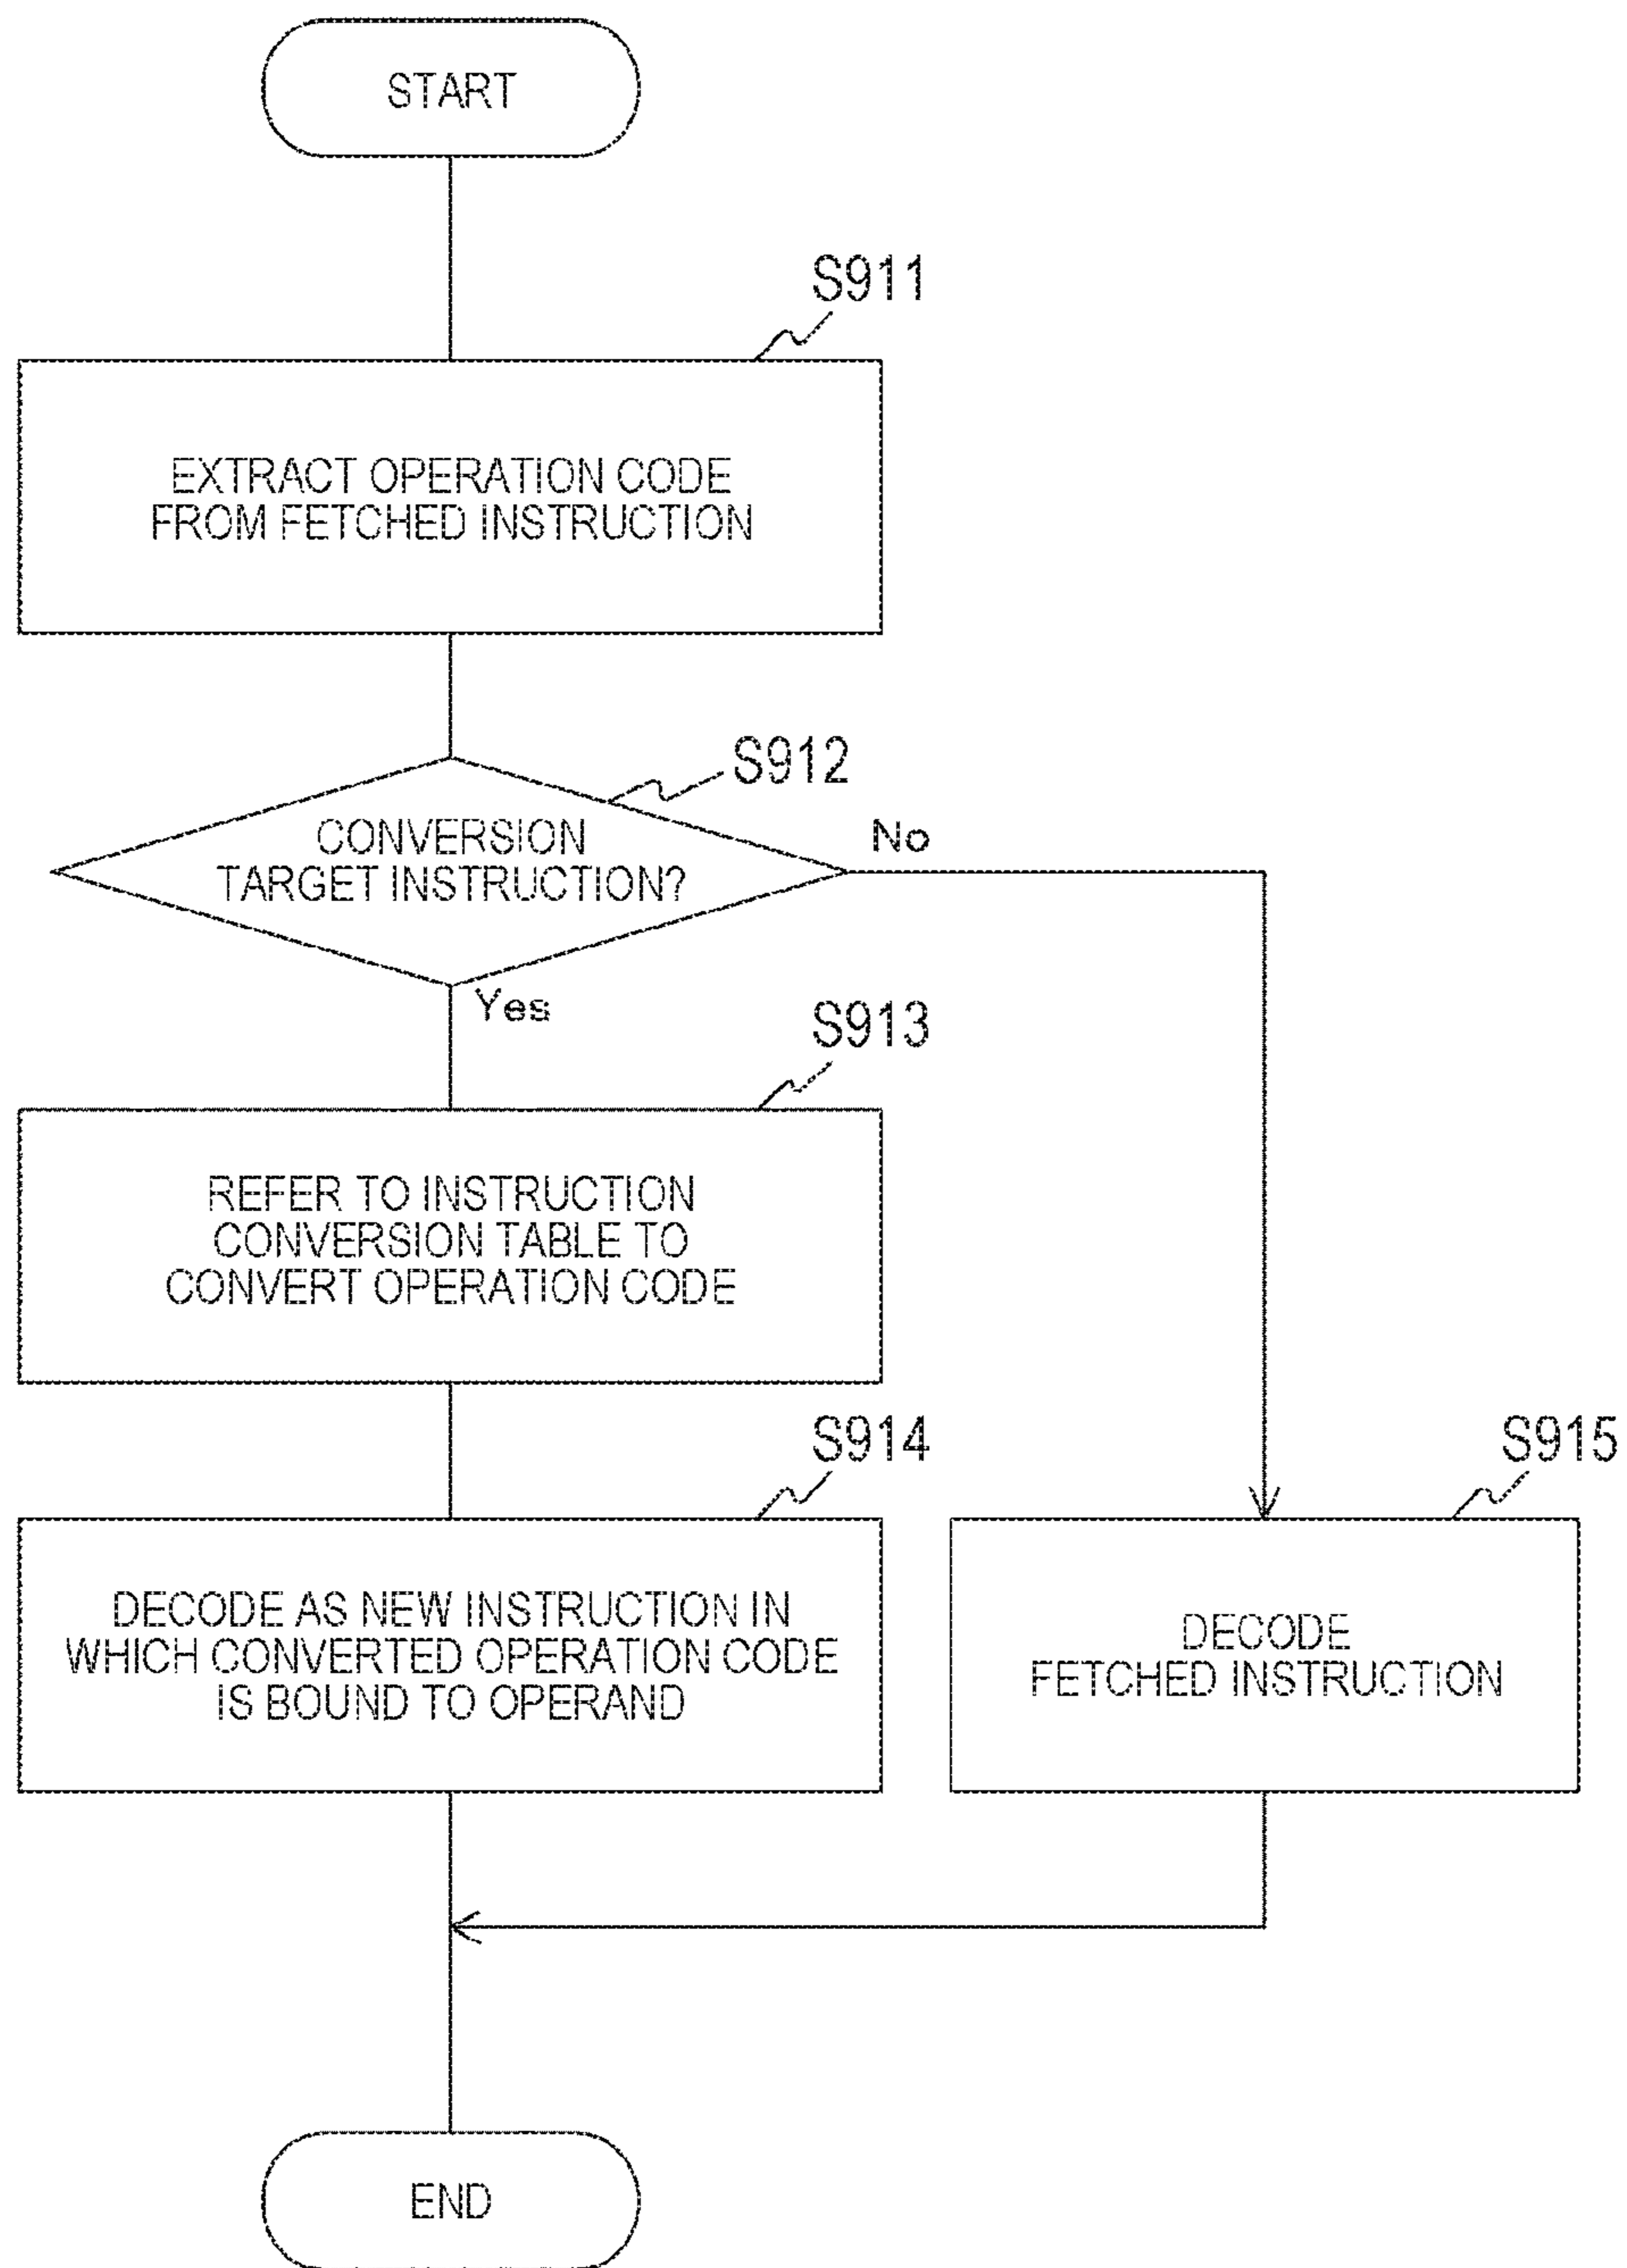 START
S911
EXTRACT OPERATION CODE
FROM FETCHED INSTRUCTION
S912
CONVERSION
TARGET INSTRUCTION?
No
Yes
S913
REFER TO INSTRUCTION
CONVERSION TABLE TO
CONVERT OPERATION CODE
S914
DECODE AS NEW INSTRUCTION IN
WHICH CONVERTED OPERATION CODE
IS BOUND TO OPERAND
S915
DECODE
FETCHED INSTRUCTION
END